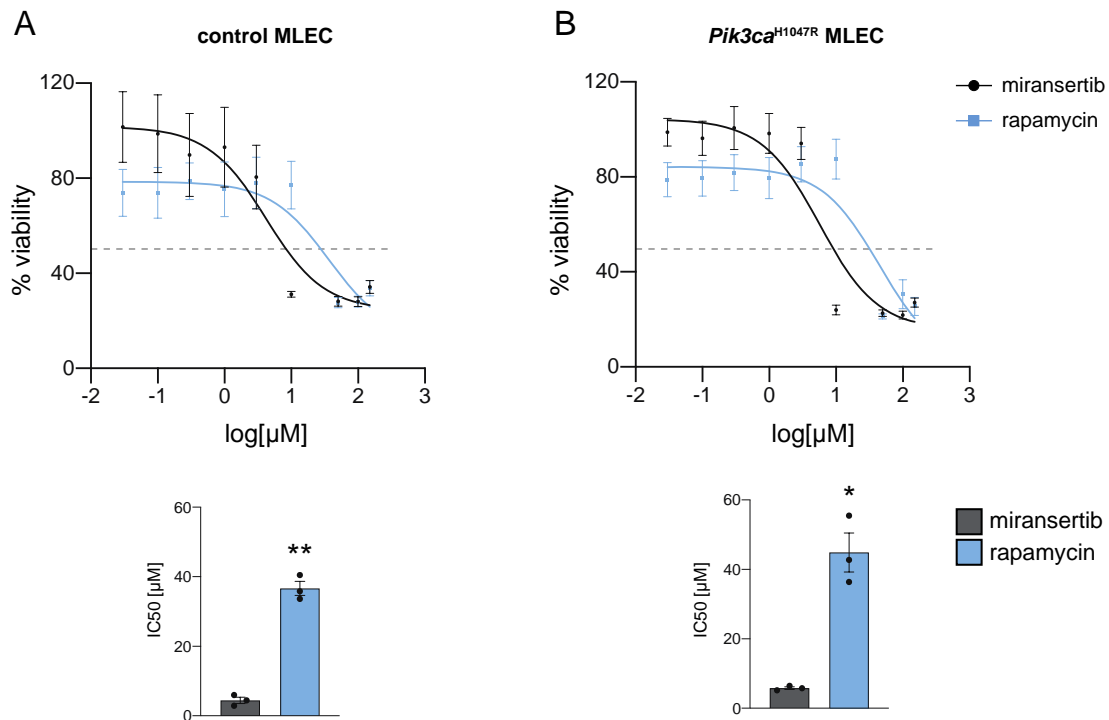 A
control MLEC
120
80
40
0
% viability
-2
-1
0
1
2
3
log[µM]
B
Pik3caH1047R MLEC
120
80
40
0
% viability
-2
-1
0
1
2
3
log[µM]
miransertib
rapamycin
60
40
20
0
IC50 [µM]
**
60
40
20
0
IC50 [µM]
*
miransertib
rapamycin